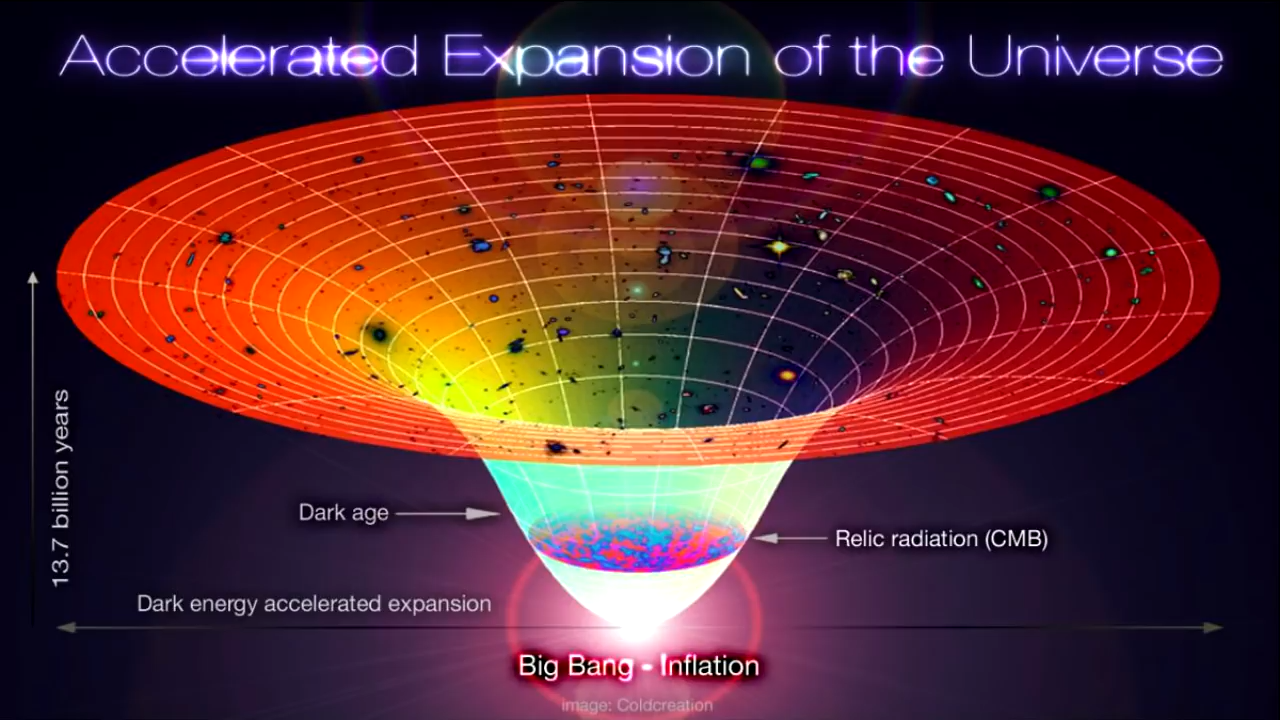 Accelerated Expansion of the Universe
13.7 billion years
Dark age
Relic radiation (CMB)
Dark energy accelerated expansion
Big Bang - Inflation
image: Coldcreation